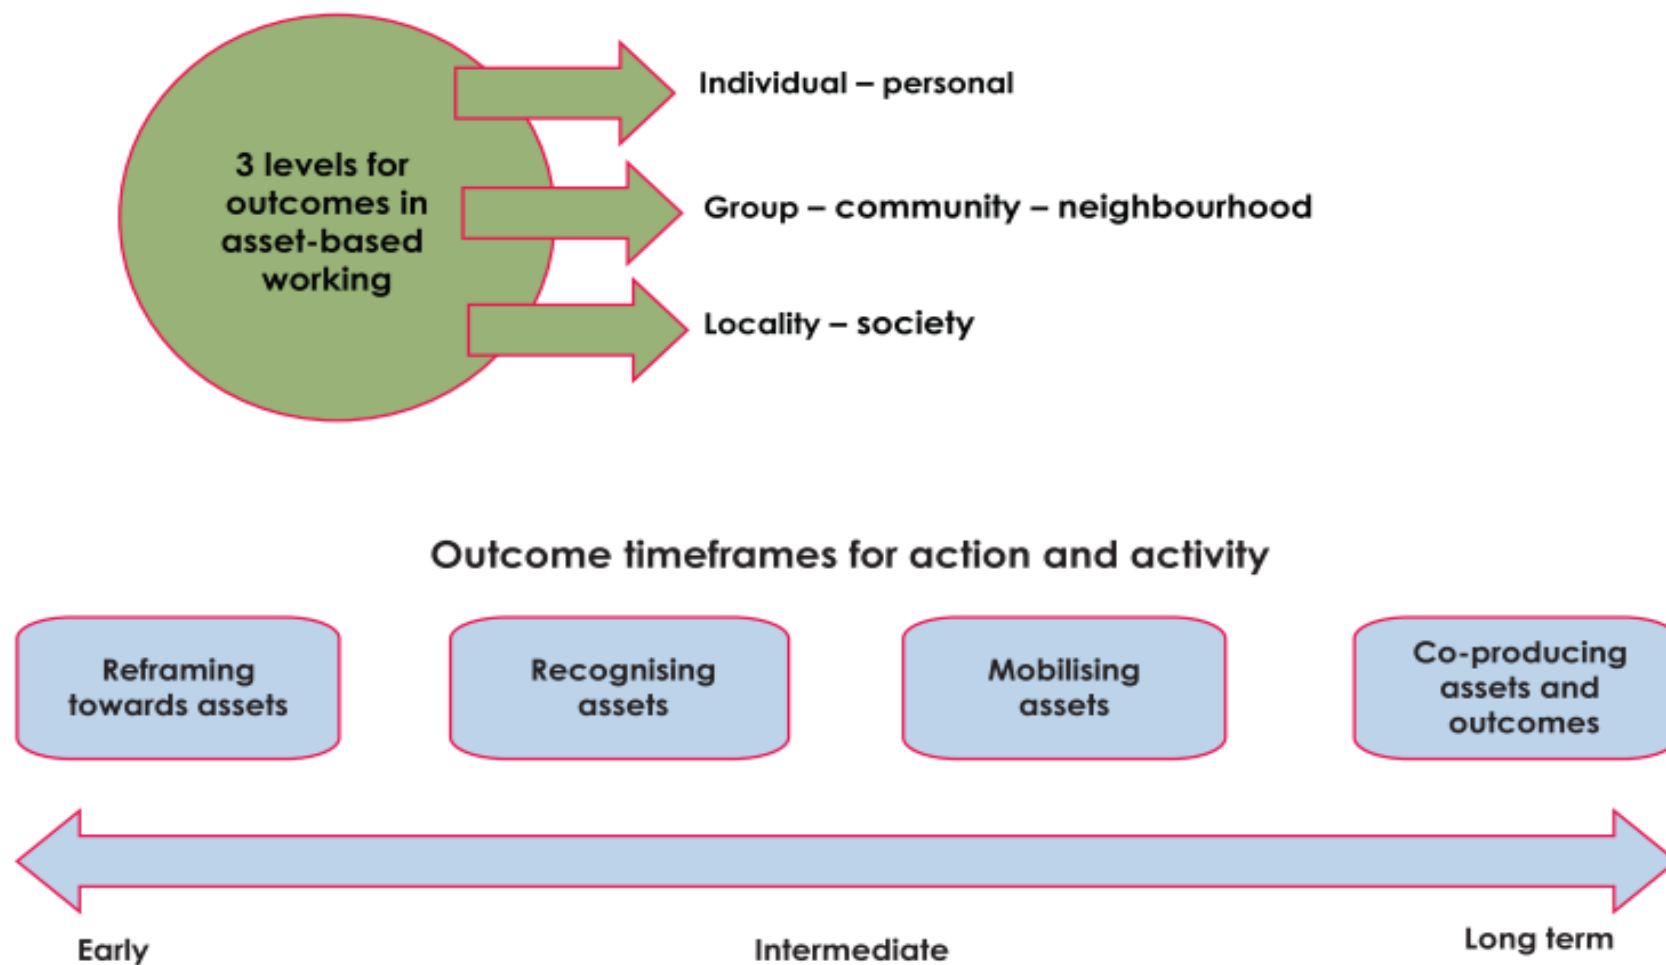 3 levels for
outcomes in
asset-based
working
Individual – personal
Group – community – neighbourhood
Locality – society
Outcome timeframes for action and activity
Reframing
towards assets
Recognising
assets
Mobilising
assets
Co-producing
assets and
outcomes
Early
Intermediate
Long term